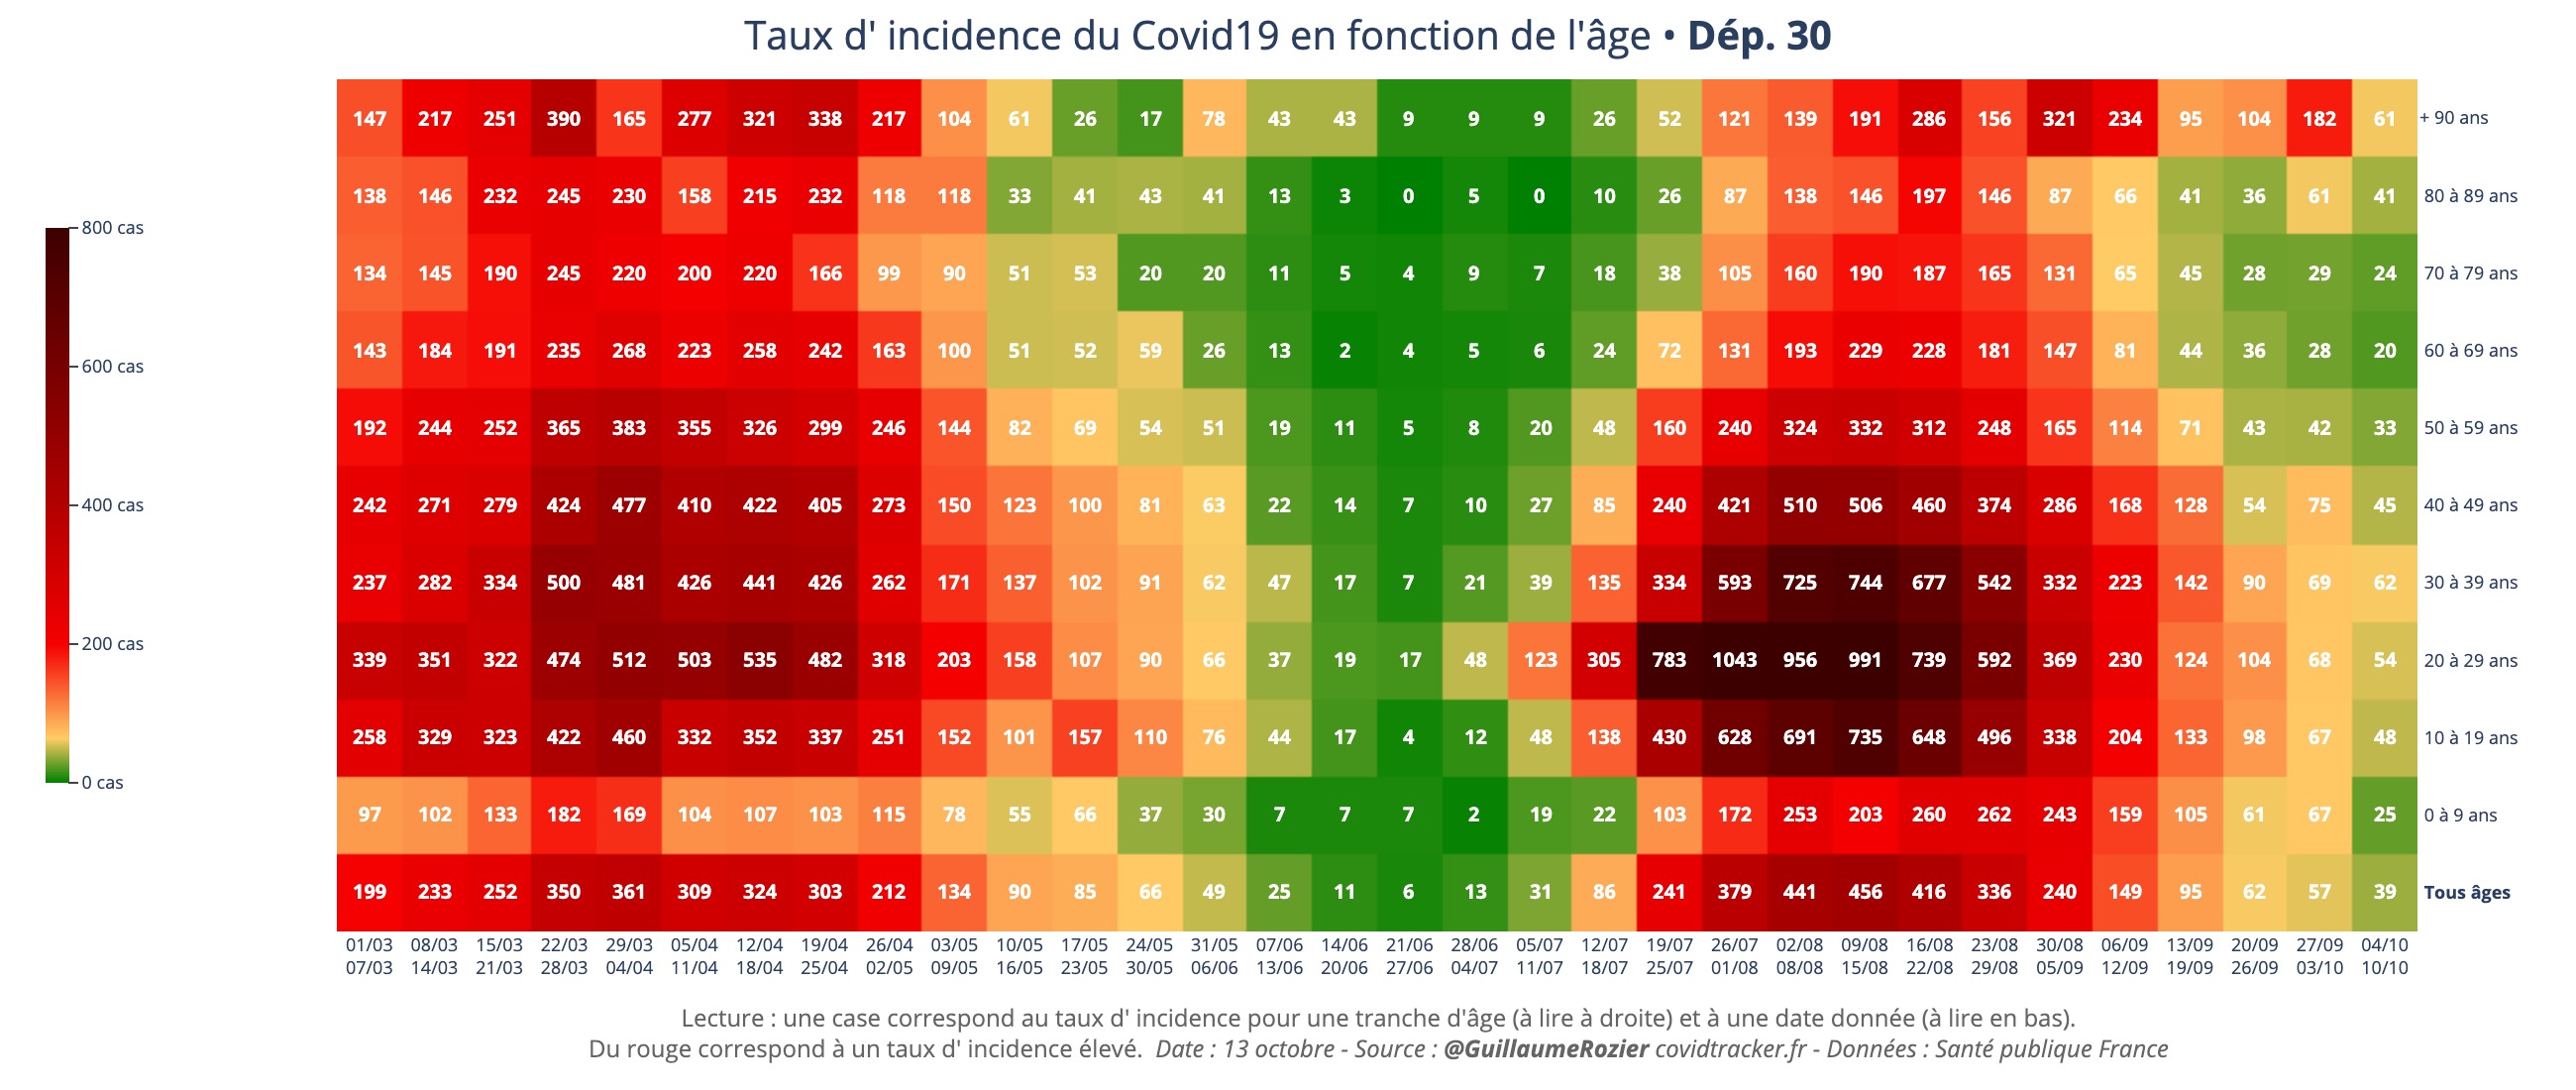 Taux d' incidence du Covid19 en fonction de l'âge • Dép. 30
800 cas
600 cas
400 cas
200 cas
0 cas
147 217 251 390 165 277 321 338 217 104 61 26 17 78 43 43 9 9 9 26 52 121 139 191 286 156 321 234 95 104 182 61 + 90 ans
138 146 232 245 230 158 215 232 118 118 33 41 43 41 13 3 0 5 0 10 26 87 138 146 197 146 87 66 41 36 61 41 80 à 89 ans
134 145 190 245 220 200 220 166 99 90 51 53 20 20 11 5 4 9 7 18 38 105 160 190 187 165 131 65 45 28 29 24 70 à 79 ans
143 184 191 235 268 223 258 242 163 100 51 52 59 26 13 2 4 5 6 24 72 131 193 229 228 181 147 81 44 36 28 20 60 à 69 ans
192 244 252 365 383 355 326 299 246 144 82 69 54 51 19 11 5 8 20 48 160 240 324 332 312 248 165 114 71 43 42 33 50 à 59 ans
242 271 279 424 477 410 422 405 273 150 123 100 81 63 22 14 7 10 27 85 240 421 510 506 460 374 286 168 128 54 75 45 40 à 49 ans
237 282 334 500 481 426 441 426 262 171 137 102 91 62 47 17 7 21 39 135 334 593 725 744 677 542 332 223 142 90 69 62 30 à 39 ans
339 351 322 474 512 503 535 482 318 203 158 107 90 66 37 19 17 48 123 305 783 1043 956 991 739 592 369 230 124 104 68 54 20 à 29 ans
258 329 323 422 460 332 352 337 251 152 101 157 110 76 44 17 4 12 48 138 430 628 691 735 648 496 338 204 133 98 67 48 10 à 19 ans
97 102 133 182 169 104 107 103 115 78 55 66 37 30 7 7 7 2 19 22 103 172 253 203 260 262 243 159 105 61 67 25 0 à 9 ans
199 233 252 350 361 309 324 303 212 134 90 85 66 49 25 11 6 13 31 86 241 379 441 456 416 336 240 149 95 62 57 39 Tous âges
01/03 08/03 15/03 22/03 29/03 05/04 12/04 19/04 26/04 03/05 10/05 17/05 24/05 31/05 07/06 14/06 21/06 28/06 05/07 12/07 19/07 26/07 02/08 09/08 16/08 23/08 30/08 06/09 13/09 20/09 27/09 04/10
07/03 14/03 21/03 28/03 04/04 11/04 18/04 25/04 02/05 09/05 16/05 23/05 30/05 06/06 13/06 20/06 27/06 04/07 11/07 18/07 25/07 01/08 08/08 15/08 22/08 29/08 05/09 12/09 19/09 26/09 03/10 10/10
Lecture : une case correspond au taux d' incidence pour une tranche d'âge (à lire à droite) et à une date donnée (à lire en bas).
Du rouge correspond à un taux d' incidence élevé. Date : 13 octobre - Source : @GuillaumeRozier covidtracker.fr - Données : Santé publique France